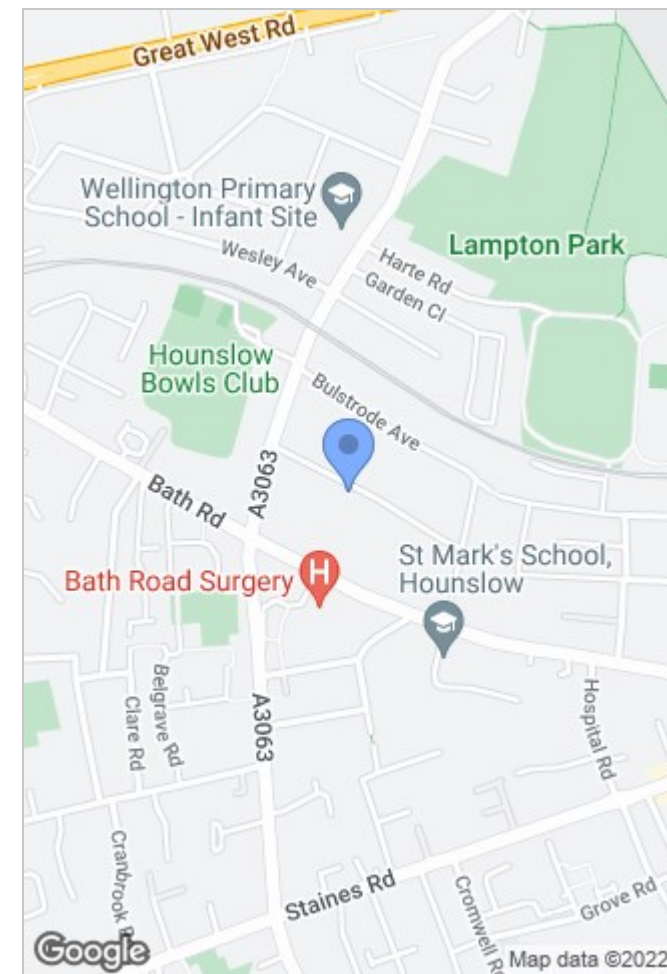 Great West Rd
Wellington Primary
School - Infant Site
Wesley Ave
Lampton Park
Harte Rd
Garden Cl
Hounslow
Bowls Club
Bulstrode Ave
A3063
Bath Rd
Bath Road Surgery
H
St Mark's School,
Hounslow
Belgrave Rd
Clare Rd
A3063
Hospital Rd
Cranbrook
Staines Rd
Cromwell
Grove Rd
Google
Map data ©2022